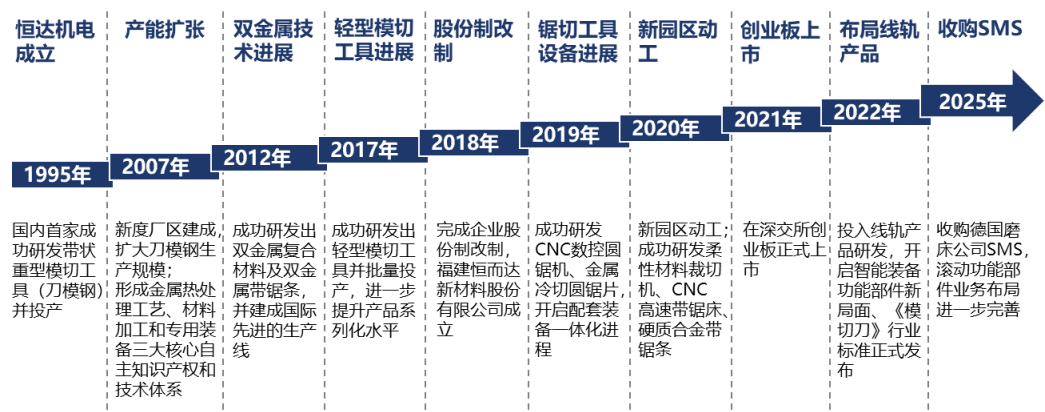 恒达机电
成立
产能扩张
双金属技
术进展
轻型模切
工具进展
股份制改
制
锯切工具
设备进展
新园区动
工
创业板上
市
布局线轨
产品
收购SMS
1995年
2007年
2012年
2017年
2018年
2019年
2020年
2021年
2022年
2025年
国内首家成
功研发带状
重型模切工
具（刀模钢）
并投产
新度厂区建成,
扩大刀模钢生
产规模；
形成金属热处
理工艺、材料
加工和专用装
备三大核心自
主知识产权和
技术体系
成功研发出
双金属复合
材料及双金
属带锯条，
并建成国际
先进的生产
线
成功研发出
轻型模切工
具并批量投
产，进一步
提升产品系
列化水平
完成企业股
份制改制，
福建恒而达
新材料股份
有限公司成
立
成功研发
CNC数控圆
锯机、金属
冷切圆锯片，
开启配套装
备一体化进
程
新园区动工；
成功研发柔
性材料裁切
机、CNC
高速带锯床、
硬质合金带
锯条
在深交所创
业板正式上
市
投入线轨产
品研发，开
启智能装备
功能部件新
局面、《模
切刀》行业
标准正式发
布
收购德国磨
床公司SMS，
滚动功能部
件业务布局
进一步完善